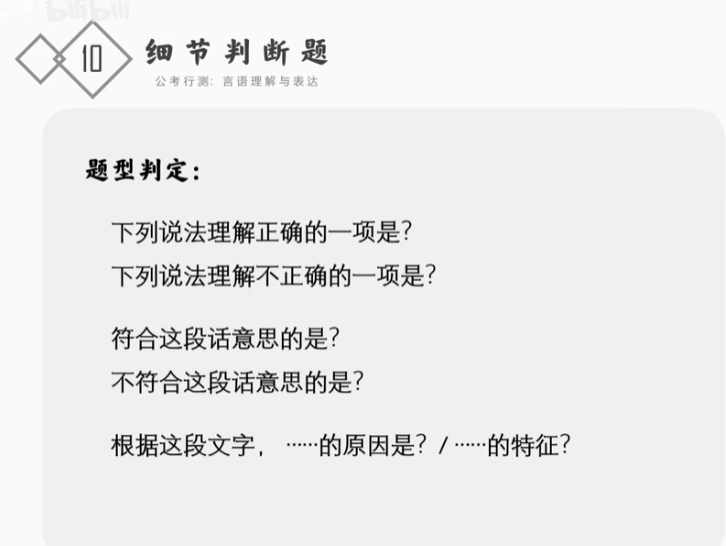 bilibili
10
细节判断题
公考行测: 言语理解与表达
题型判定:
下列说法理解正确的一项是?
下列说法理解不正确的一项是?
符合这段话意思的是?
不符合这段话意思的是?
根据这段文字, ······的原因是? / ······的特征?